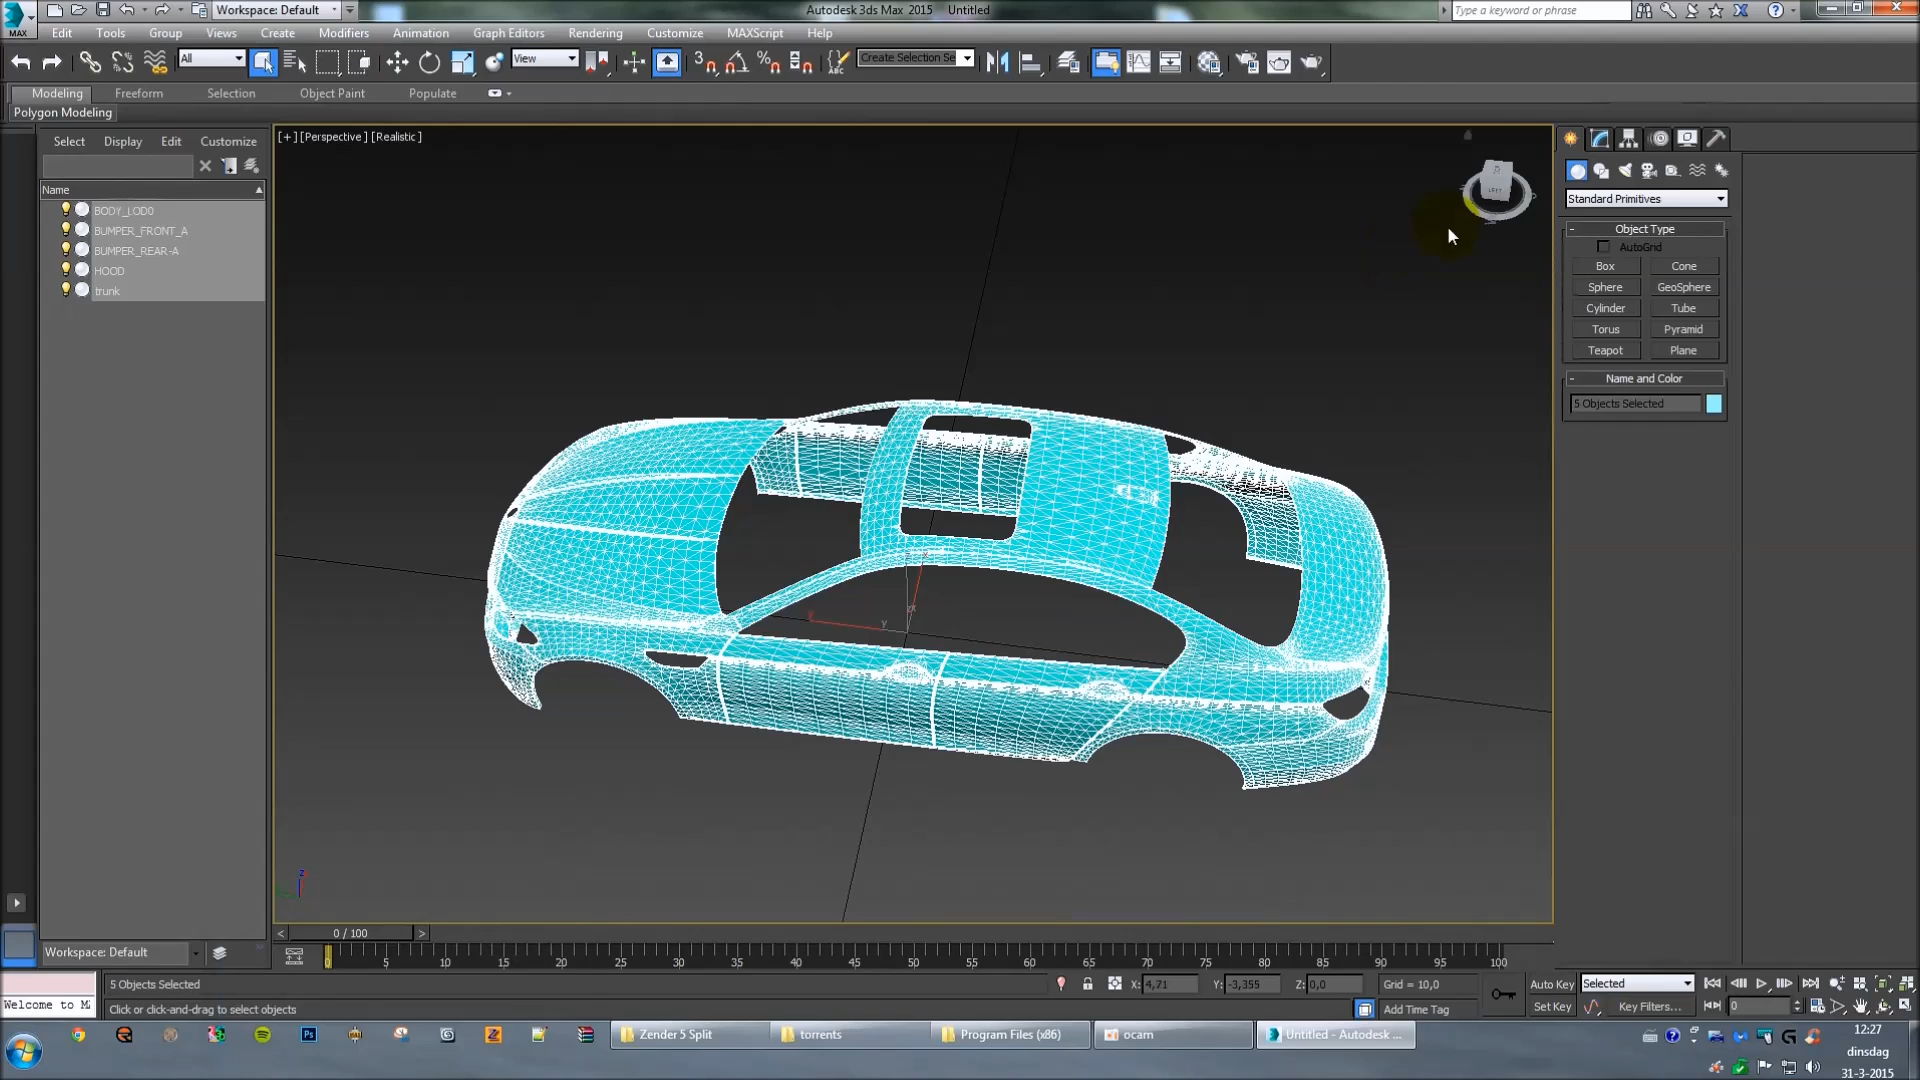 Workspace: Default
Autodesk 3ds Max 2015 Untitled
Type a keyword or phrase
MAX
Edit Tools Group Views Create Modifiers Animation Graph Editors Rendering Customize MAXScript Help
All
View
Create Selection Se
Modeling Freeform Selection Object Paint Populate
Polygon Modeling
Select Display Edit Customize
Name
BODY_LOD0
BUMPER_FRONT_A
BUMPER_REAR-A
HOOD
trunk
[+] [Perspective ] [Realistic ]
LEFT
Standard Primitives
Object Type
AutoGrid
Box Cone
Sphere GeoSphere
Cylinder Tube
Torus Pyramid
Teapot Plane
Name and Color
5 Objects Selected
Workspace: Default
0 / 100
0 5 10 15 20 25 30 35 40 45 50 55 60 65 70 75 80 85 90 95 100
Welcome to M
5 Objects Selected
Click or click-and-drag to select objects
X: 4,71 Y: -3,355 Z: 0,0 Grid = 10,0
Add Time Tag
Auto Key Selected
Set Key Key Filters...
0
Zender 5 Split
torrents
Program Files (x86)
ocam
Untitled - Autodesk ...
12:27
dinsdag
31-3-2015